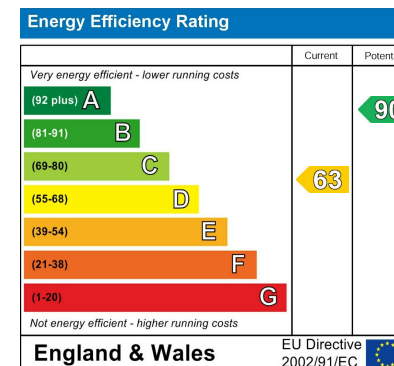 Energy Efficiency Rating
Current
Very energy efficient - lower running costs
(92 plus) A
(81-91) B
(69-80) C
63
(55-68) D
(39-54) E
(21-38) F
(1-20) G
Not energy efficient - higher running costs
England & Wales
EU Directive
2002/91/EC